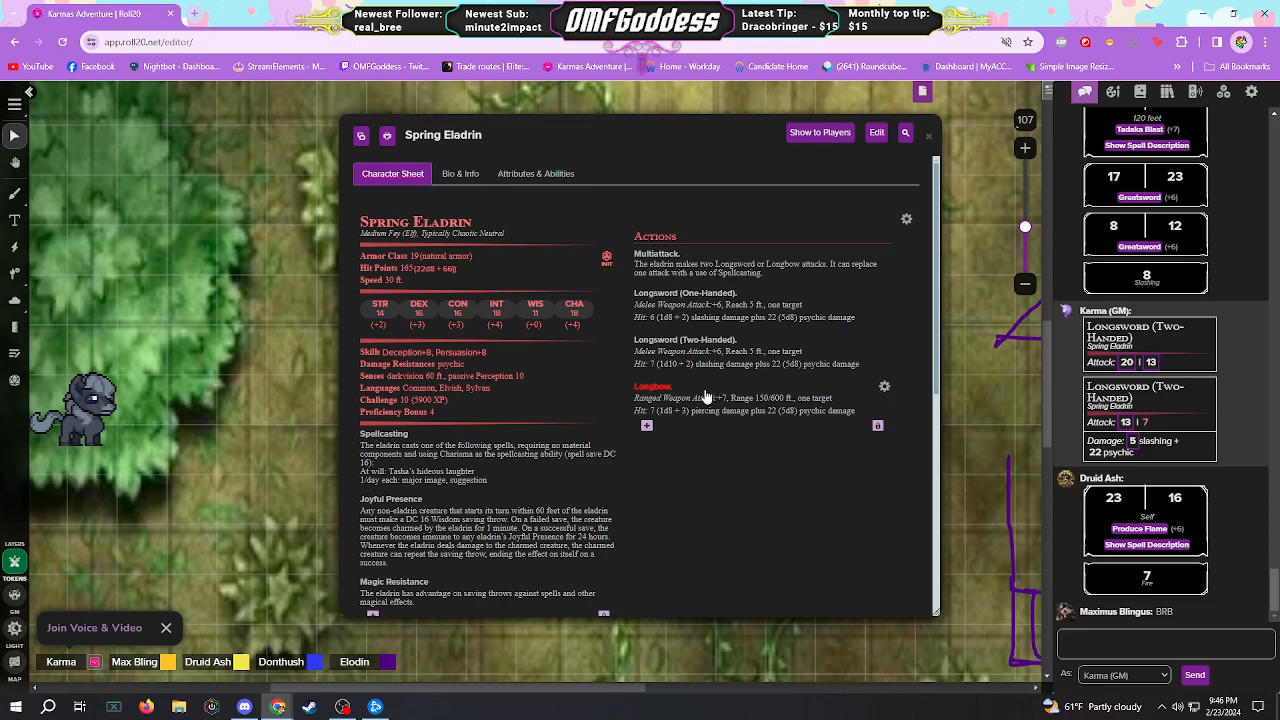 Karmas Adventure | Roll20
Newest Follower:
real_bree
Newest Sub:
minute2impact
OMFGoddess
Latest Tip:
Dracobringer - $15
Monthly top tip:
$15
app.roll20.net/editor/
YouTube
Facebook
Nightbot - Dashboa...
StreamElements - M...
OMFGoddess - Twit...
Trade routes | Elite:...
Karmas Adventure |...
Home - Workday
Candidate Home
(2641) Roundcube...
Dashboard | MyACC...
Simple Image Resiz...
»
All Bookmarks
Spring Eladrin
Show to Players
Edit
Character Sheet
Bio & Info
Attributes & Abilities
Spring Eladrin
Medium Fey (Elf), Typically Chaotic Neutral
Armor Class 19(natural armor)
Hit Points 165(22d8 + 66))
Speed 30 ft.
INIT
STR
DEX
CON
INT
WIS
CHA
14
16
16
18
11
18
(+2)
(+3)
(+3)
(+4)
(+0)
(+4)
Skills Deception+8, Persuasion+8
Damage Resistances psychic
Senses darkvision 60 ft., passive Perception 10
Languages Common, Elvish, Sylvan
Challenge 10 (5900 XP)
Proficiency Bonus 4
Spellcasting
The eladrin casts one of the following spells, requiring no material
components and using Charisma as the spellcasting ability (spell save DC
16):
At will: Tasha's hideous laughter
1/day each: major image, suggestion
Joyful Presence
Any non-eladrin creature that starts its turn within 60 feet of the eladrin
must make a DC 16 Wisdom saving throw. On a failed save, the creature
becomes charmed by the eladrin for 1 minute. On a successful save, the
creature becomes immune to any eladrin's Joyful Presence for 24 hours.
Whenever the eladrin deals damage to the charmed creature, the charmed
creature can repeat the saving throw, ending the effect on itself on a
success.
Magic Resistance
The eladrin has advantage on saving throws against spells and other
magical effects.
Actions
Multiattack.
The eladrin makes two Longsword or Longbow attacks. It can replace
one attack with a use of Spellcasting.
Longsword (One-Handed).
Melee Weapon Attack:+6, Reach 5 ft., one target
Hit: 6 (1d8 + 2) slashing damage plus 22 (5d8) psychic damage
Longsword (Two-Handed).
Melee Weapon Attack:+6, Reach 5 ft., one target
Hit: 7 (1d10 + 2) slashing damage plus 22 (5d8) psychic damage
Longbow.
Ranged Weapon Attack:+7, Range 150/600 ft., one target
Hit: 7 (1d8 + 3) piercing damage plus 22 (5d8) psychic damage
107
120 feet
Tadaka Blast (+7)
Show Spell Description
17
23
Greatsword (+6)
8
12
Greatsword (+6)
8
Slashing
Karma (GM):
Longsword (Two-
Handed)
Spring Eladrin
Attack: 20 | 13
Longsword (Two-
Handed)
Spring Eladrin
Attack: 13 | 7
Damage: 5 slashing +
22 psychic
Druid Ash:
23
16
Self
Produce Flame (+6)
Show Spell Description
7
Fire
Maximus Blingus: BRB
As:
Karma (GM)
Send
LAYERS
TOKENS
GM
LIGHT
MAP
Join Voice & Video
Karma
Max Bling
Druid Ash
Donthush
Elodin
61°F Partly cloudy
9:46 PM
2/23/2024